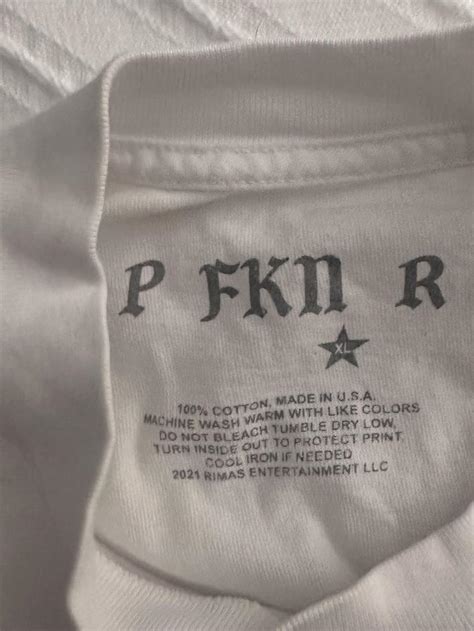 P FKN R
XL
100% COTTON, MADE IN U.S.A.
MACHINE WASH WARM WITH LIKE COLORS
DO NOT BLEACH TUMBLE DRY LOW,
TURN INSIDE OUT TO PROTECT PRINT,
COOL IRON IF NEEDED
2021 RIMAS ENTERTAINMENT LLC